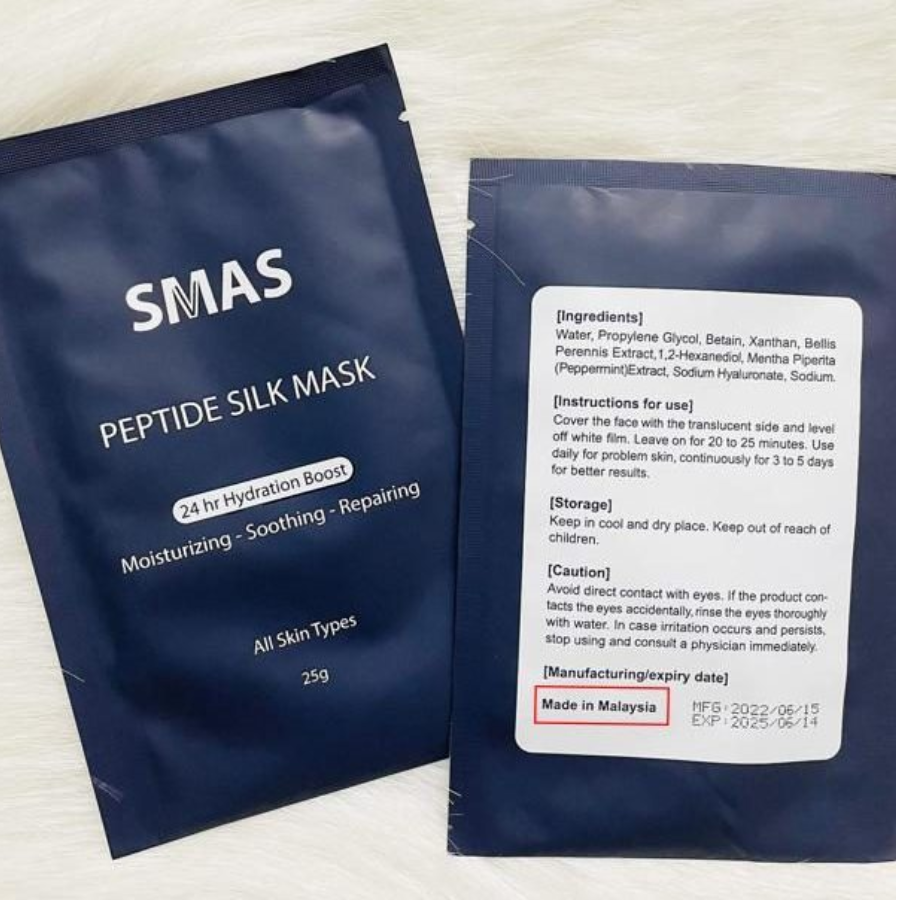 SMAS
PEPTIDE SILK MASK
24 hr Hydration Boost
Moisturizing - Soothing - Repairing
All Skin Types
25g
[Ingredients]
Water, Propylene Glycol, Betain, Xanthan, Bellis
Perennis Extract,1,2-Hexanediol, Mentha Piperita
(Peppermint)Extract, Sodium Hyaluronate, Sodium.
[Instructions for use]
Cover the face with the translucent side and level
off white film. Leave on for 20 to 25 minutes. Use
daily for problem skin, continuously for 3 to 5 days
for better results.
[Storage]
Keep in cool and dry place. Keep out of reach of
children.
[Caution]
Avoid direct contact with eyes. If the product con-
tacts the eyes accidentally, rinse the eyes thoroughly
with water. In case irritation occurs and persists,
stop using and consult a physician immediately.
[Manufacturing/expiry date]
Made in Malaysia
MFG:2022/06/15
EXP:2025/06/14